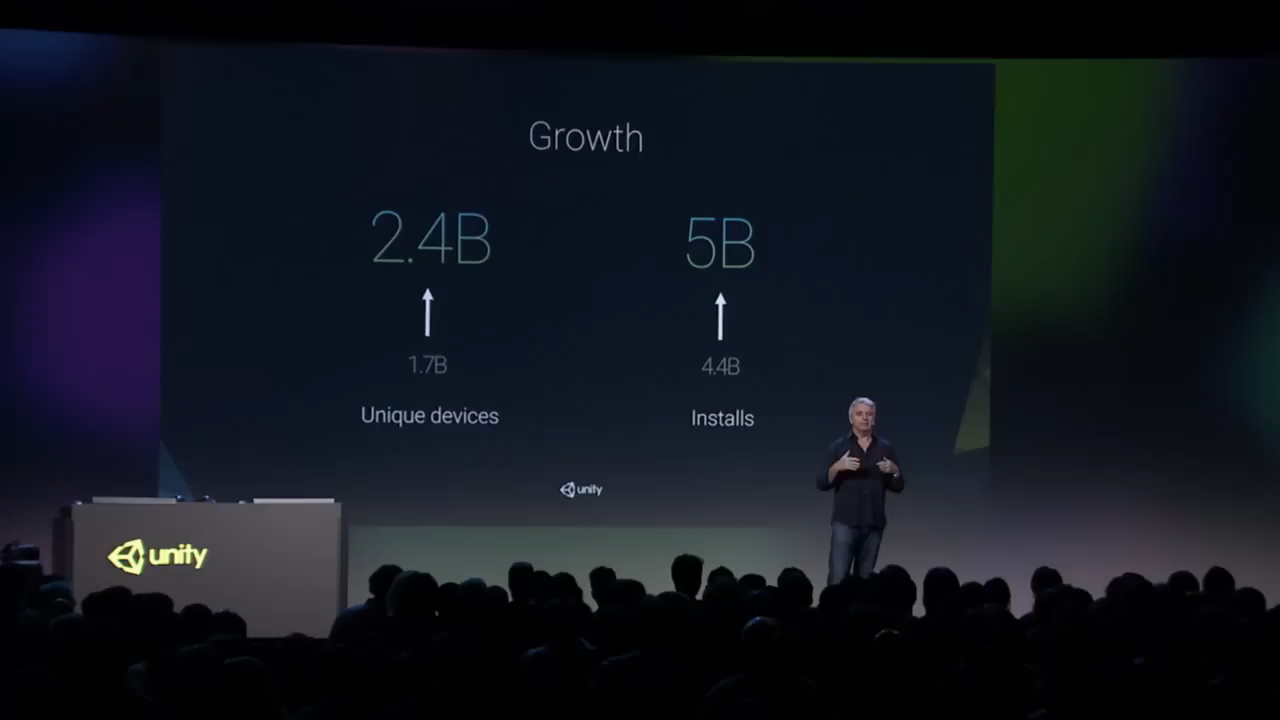 Growth
2.4B
5B
1.7B
4.4B
Unique devices
Installs
unity
unity